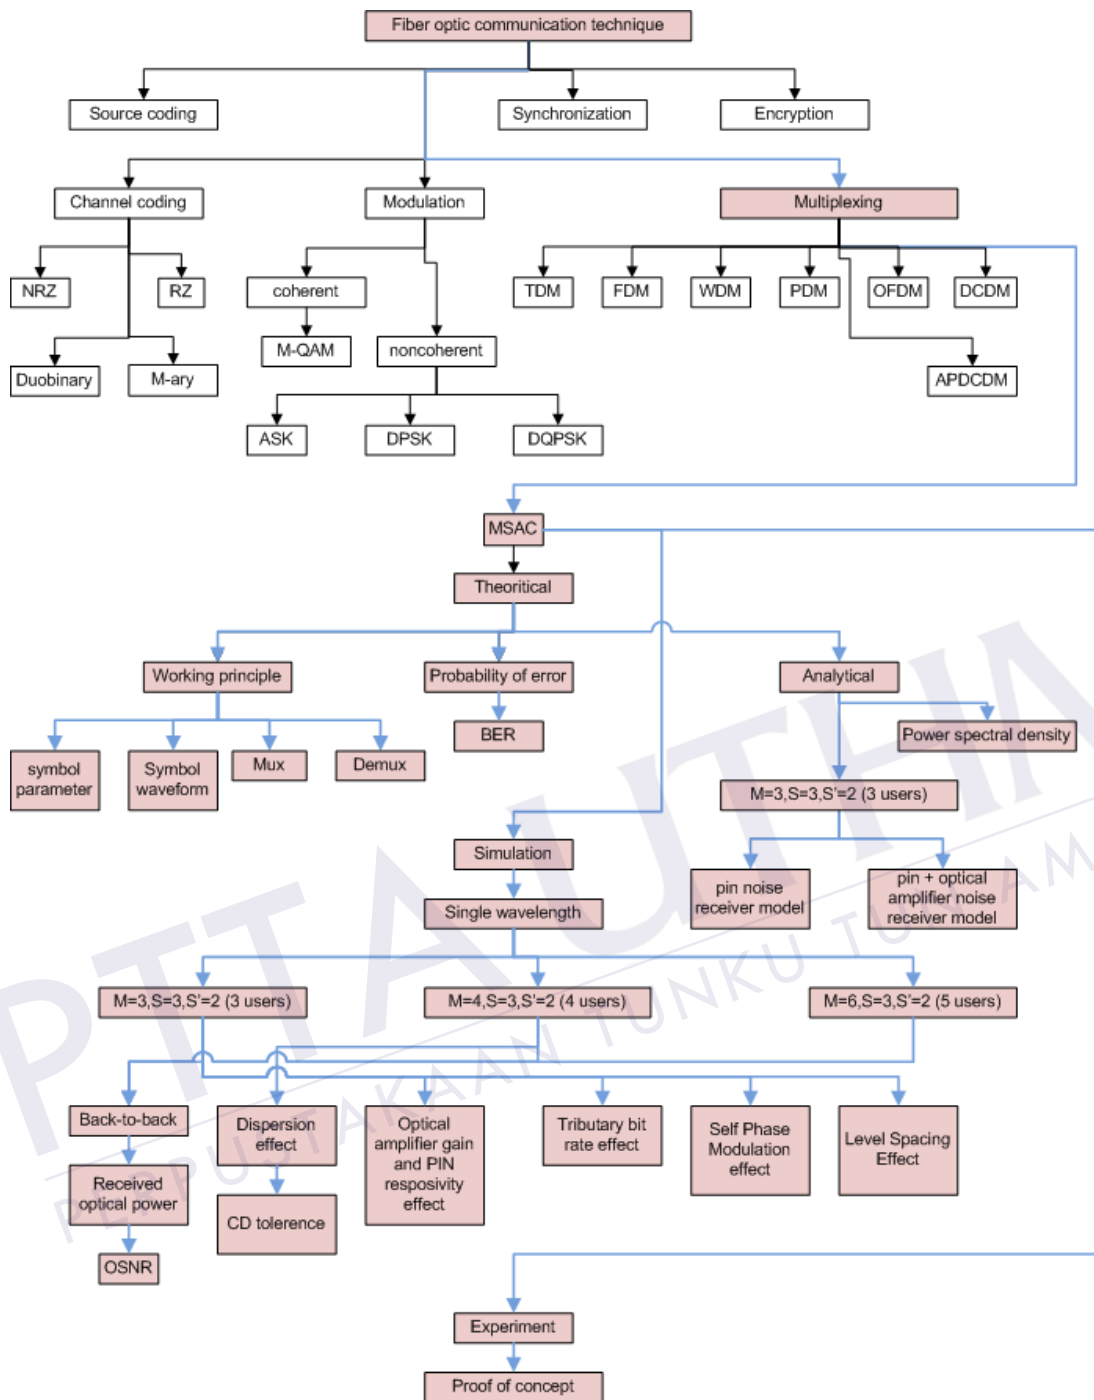 Fiber optic communication technique
Source coding
Synchronization
Encryption
Channel coding
Modulation
Multiplexing
NRZ
RZ
coherent
TDM
FDM
WDM
PDM
OFDM
DCDM
Duobinary
M-ary
M-QAM
noncoherent
APDCDM
ASK
DPSK
DQPSK
MSAC
Theoritical
Working principle
Probability of error
Analytical
symbol
parameter
Symbol
waveform
Mux
Demux
BER
Power spectral density
M=3,S=3,S'=2 (3 users)
Simulation
pin noise
receiver model
pin + optical
amplifier noise
receiver model
Single wavelength
M=3,S=3,S'=2 (3 users)
M=4,S=3,S'=2 (4 users)
M=6,S=3,S'=2 (5 users)
Back-to-back
Dispersion
effect
Optical
amplifier gain
and PIN
resposivity
effect
Tributary bit
rate effect
Self Phase
Modulation
effect
Level Spacing
Effect
Received
optical power
CD tolerence
OSNR
Experiment
Proof of concept
PTTA UTHM
PERPUSTAKAAN TUNKU TUN AM